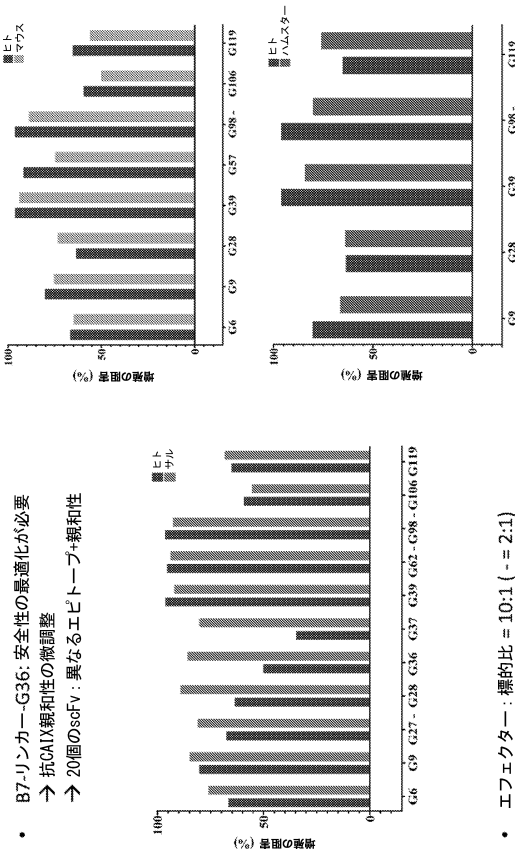 • B7-リンカー-G36: 安全性の最適化が必要
→ 抗CAIX親和性の微調整
→ 20個のscFv : 異なるエピトープ+親和性
増殖の阻害 (%)
100
50
0
ヒト
サル
G6 G9 G27 - G28 G36 G37 G39 G62 - G98 - G106 G119
• エフェクター : 標的比 = 10:1 ( - = 2:1)
増殖の阻害 (%)
100
50
0
ヒト
マウス
G6 G9 G28 G39 G57 G98 - G106 G119
増殖の阻害 (%)
100
50
0
ヒト
ハムスター
G9 G28 G39 G98 - G119